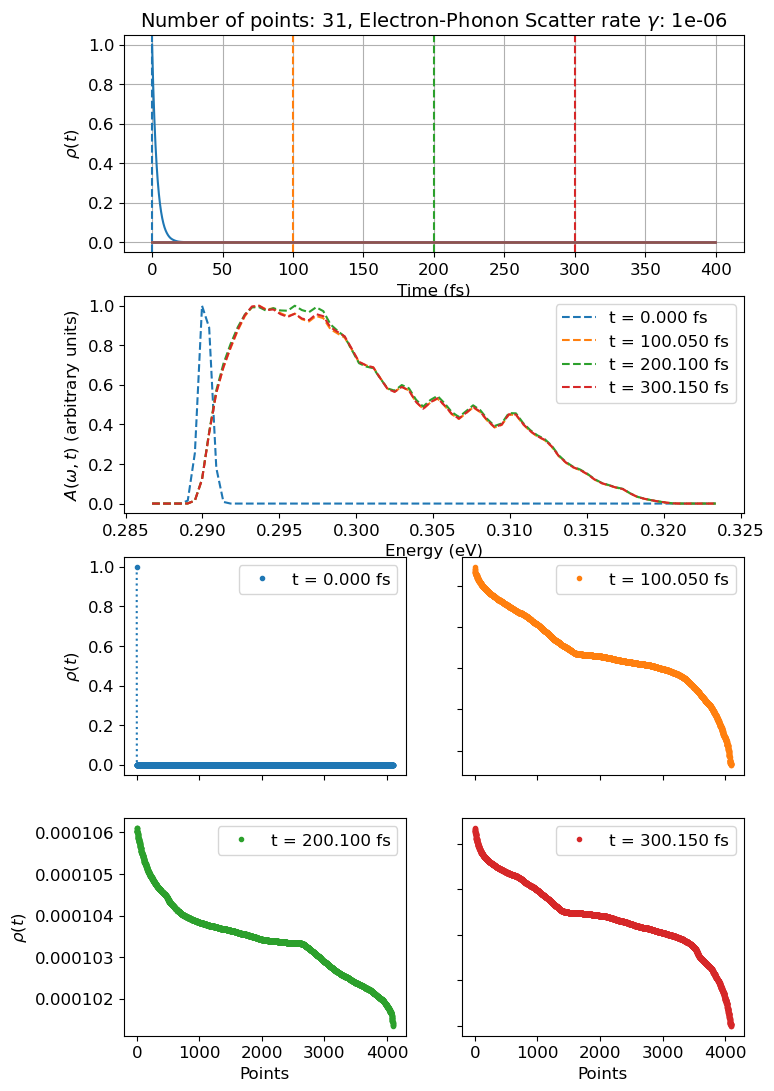 Number of points: 31, Electron-Phonon Scatter rate γ: 1e-06
1.0
0.8
0.6
0.4
0.2
0.0
ρ(t)
0 50 100 150 200 250 300 350 400
Time (fs)
1.0
0.8
0.6
0.4
0.2
0.0
A(ω, t) (arbitrary units)
t = 0.000 fs
t = 100.050 fs
t = 200.100 fs
t = 300.150 fs
0.285 0.290 0.295 0.300 0.305 0.310 0.315 0.320 0.325
Energy (eV)
1.0
0.8
0.6
0.4
0.2
0.0
ρ(t)
t = 0.000 fs
t = 100.050 fs
0.000106
0.000105
0.000104
0.000103
0.000102
ρ(t)
t = 200.100 fs
0 1000 2000 3000 4000
Points
t = 300.150 fs
0 1000 2000 3000 4000
Points